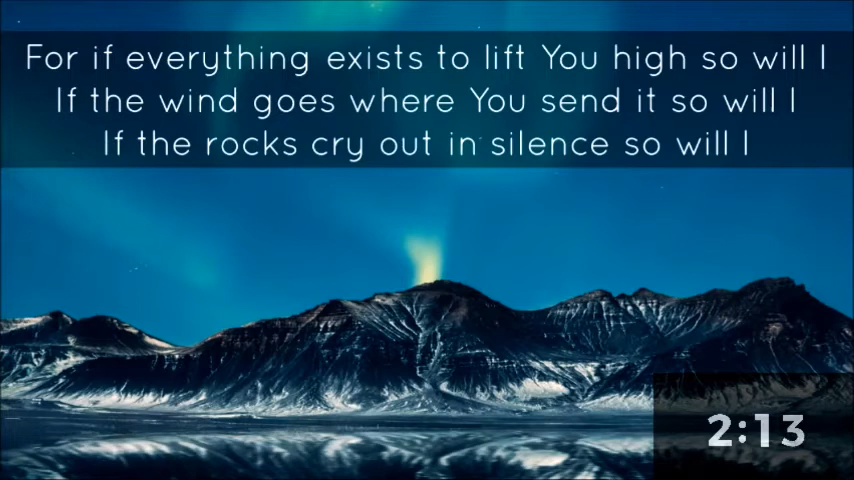 For if everything exists to lift You high so will I
If the wind goes where You send it so will I
If the rocks cry out in silence so will I
2:13